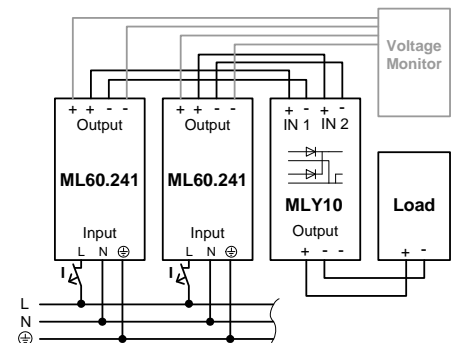 Voltage
Monitor
+ + - - + + - - + - + -
Output Output IN 1 IN 2
ML60.241 ML60.241 MLY10 Load
Input Input Output
L N L N + - - + -
I I
L
N